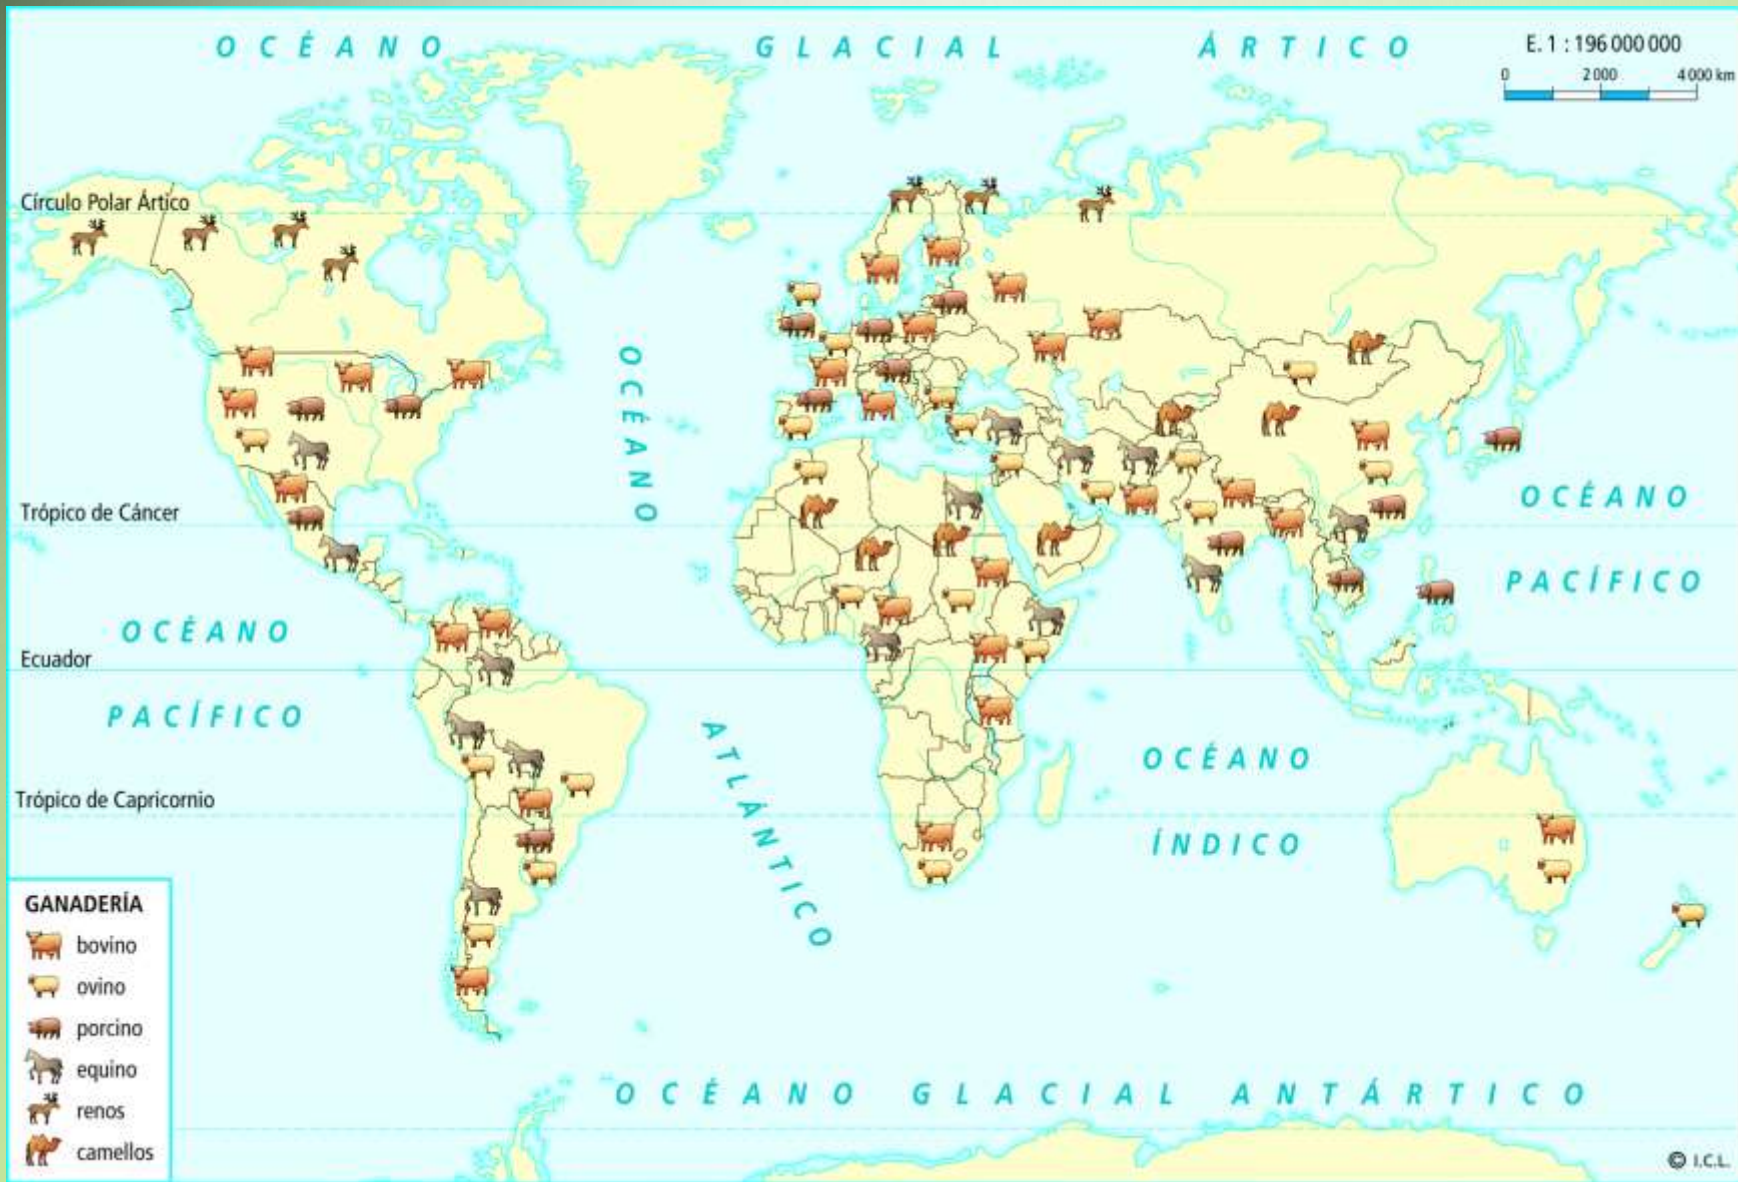 OCÉANO GLACIAL ÁRTICO
E. 1 : 196 000 000
0 2 000 4 000 km
Círculo Polar Ártico
OCÉANO
ATLÁNTICO
Trópico de Cáncer
OCÉANO
PACÍFICO
OCÉANO
Ecuador
PACÍFICO
OCÉANO
Trópico de Capricornio
ÍNDICO
GANADERÍA
bovino
ovino
porcino
equino
renos
camellos
OCÉANO GLACIAL ANTÁRTICO
© I.C.L.